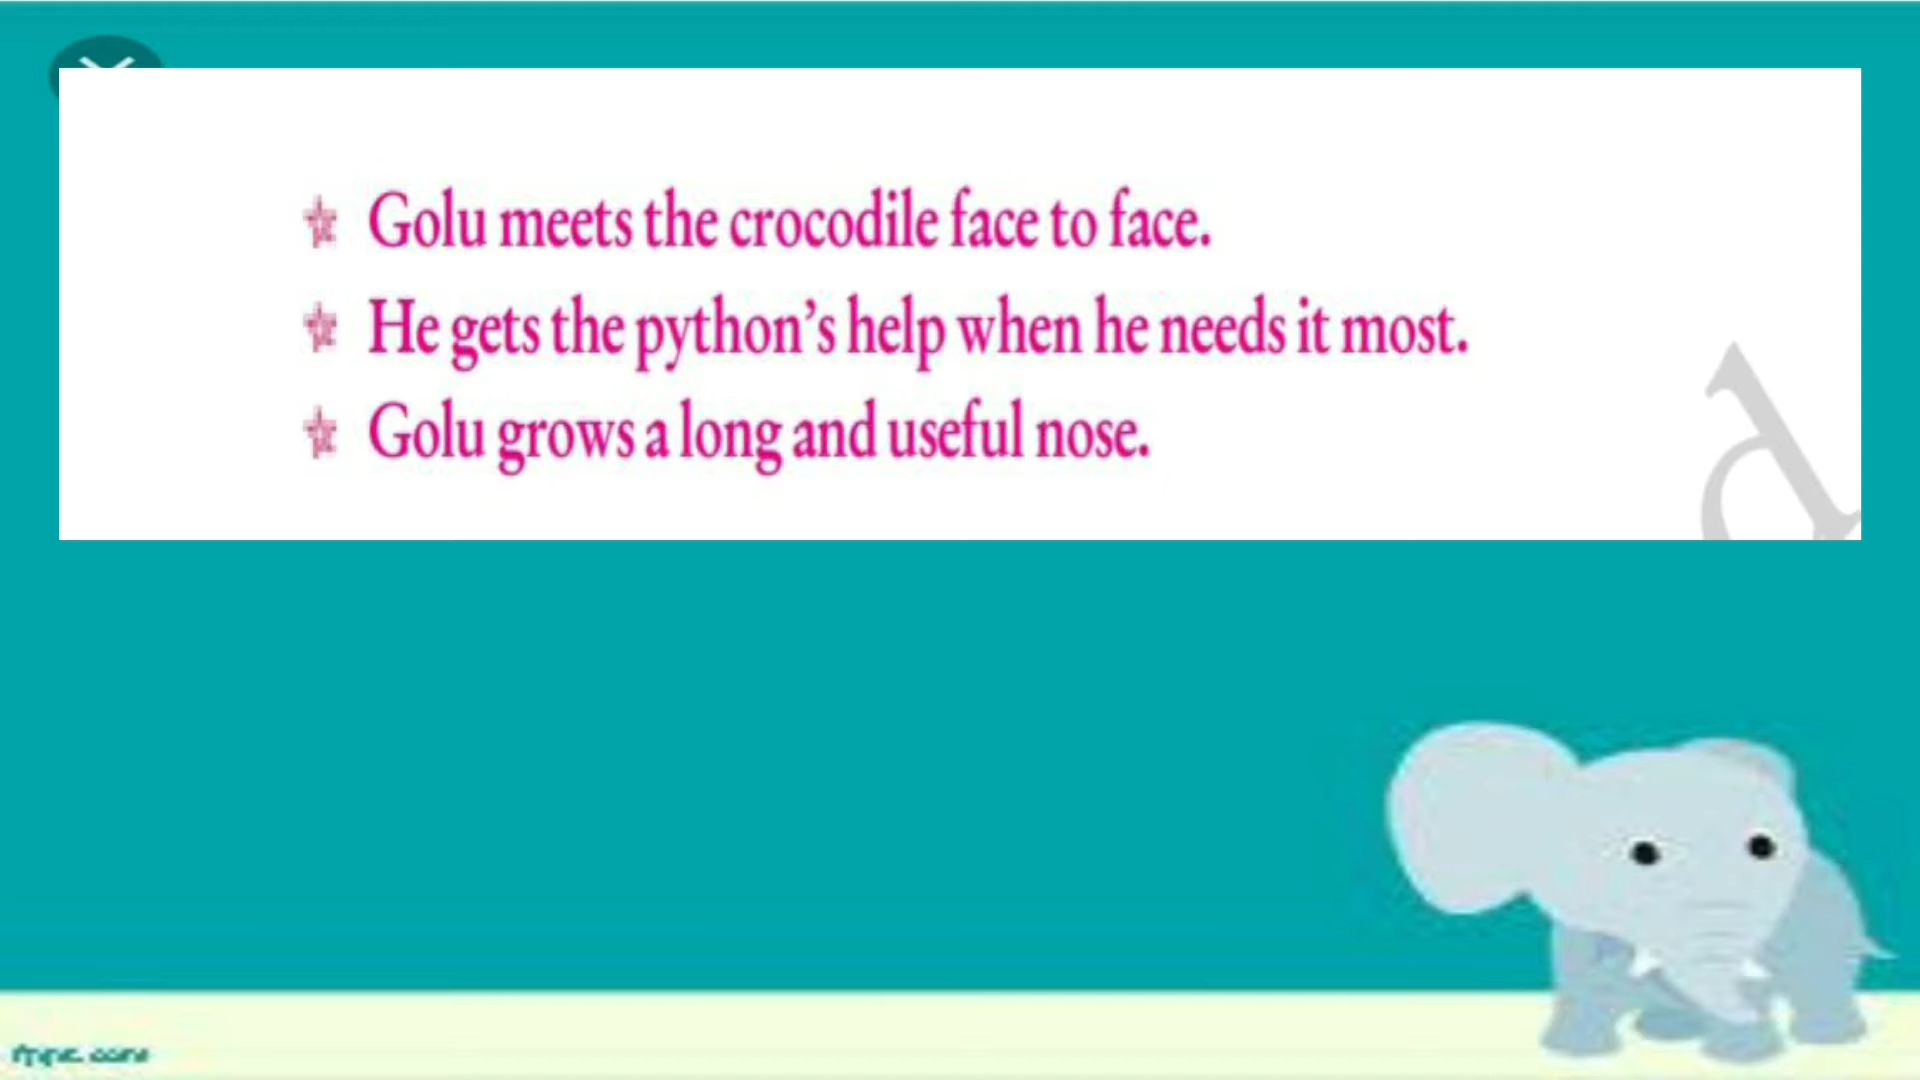 Golu meets the crocodile face to face.
He gets the python's help when he needs it most.
Golu grows a long and useful nose.
d